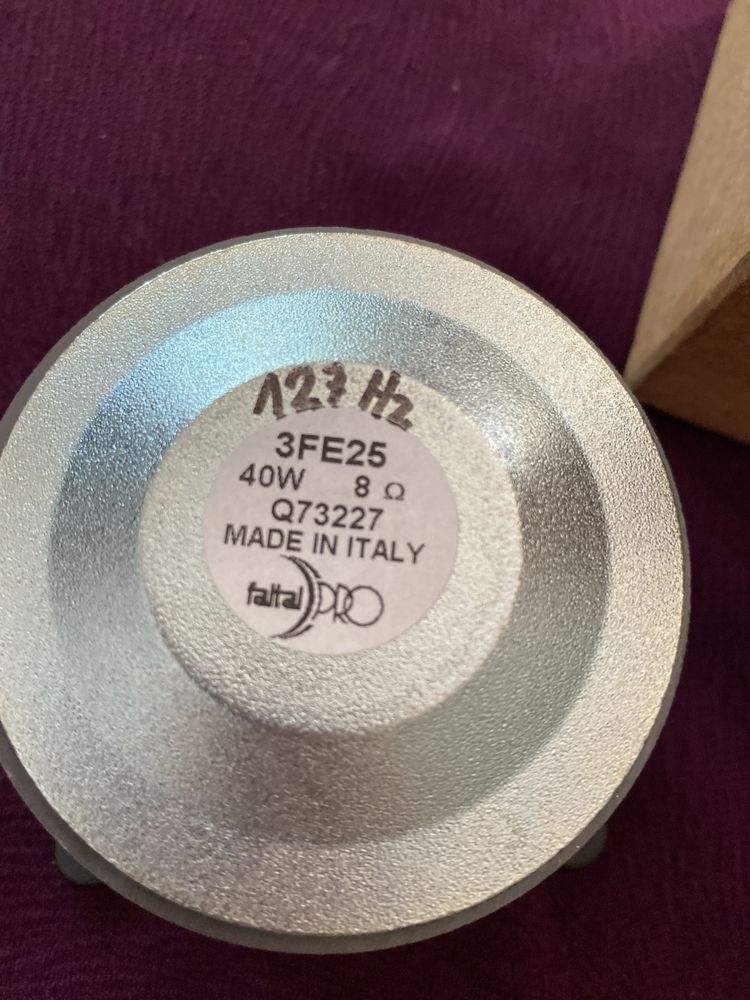 127 Hz
3FE25
40W 8 Ω
Q73227
MADE IN ITALY
faital PRO